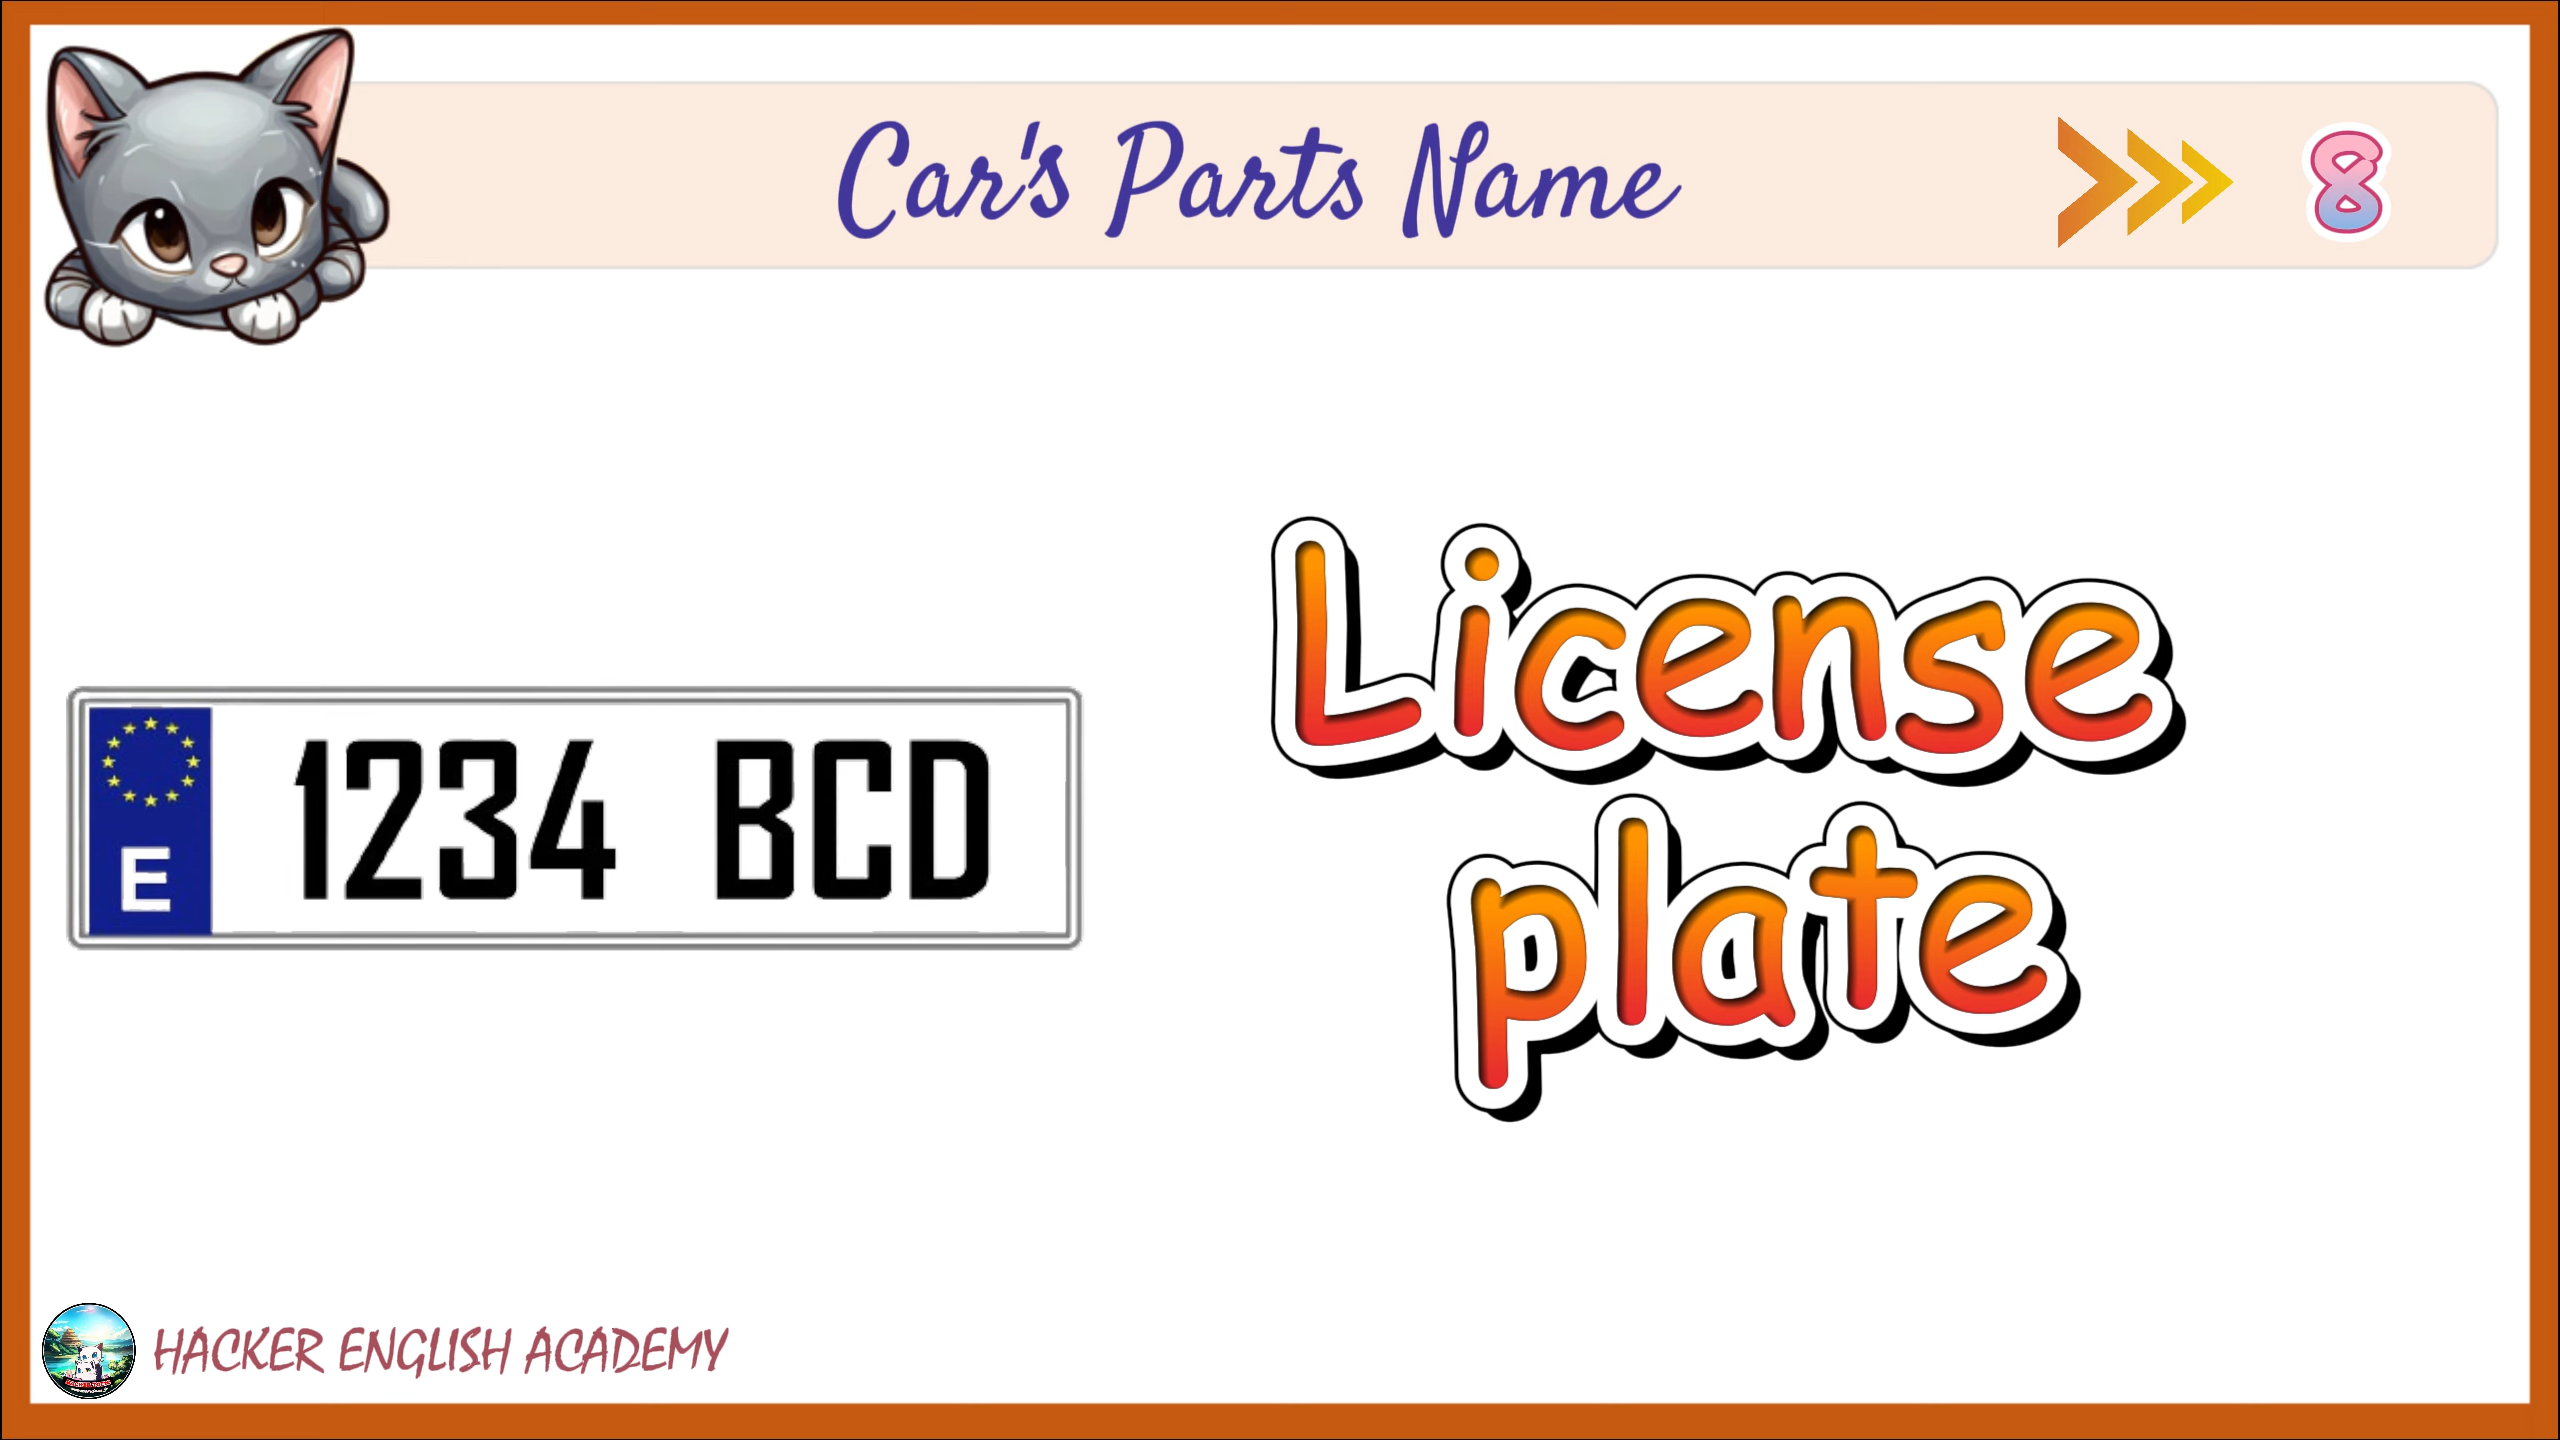 Car's Parts Name
8
E
1234 BCD
License
plate
HACKER ENGLISH ACADEMY